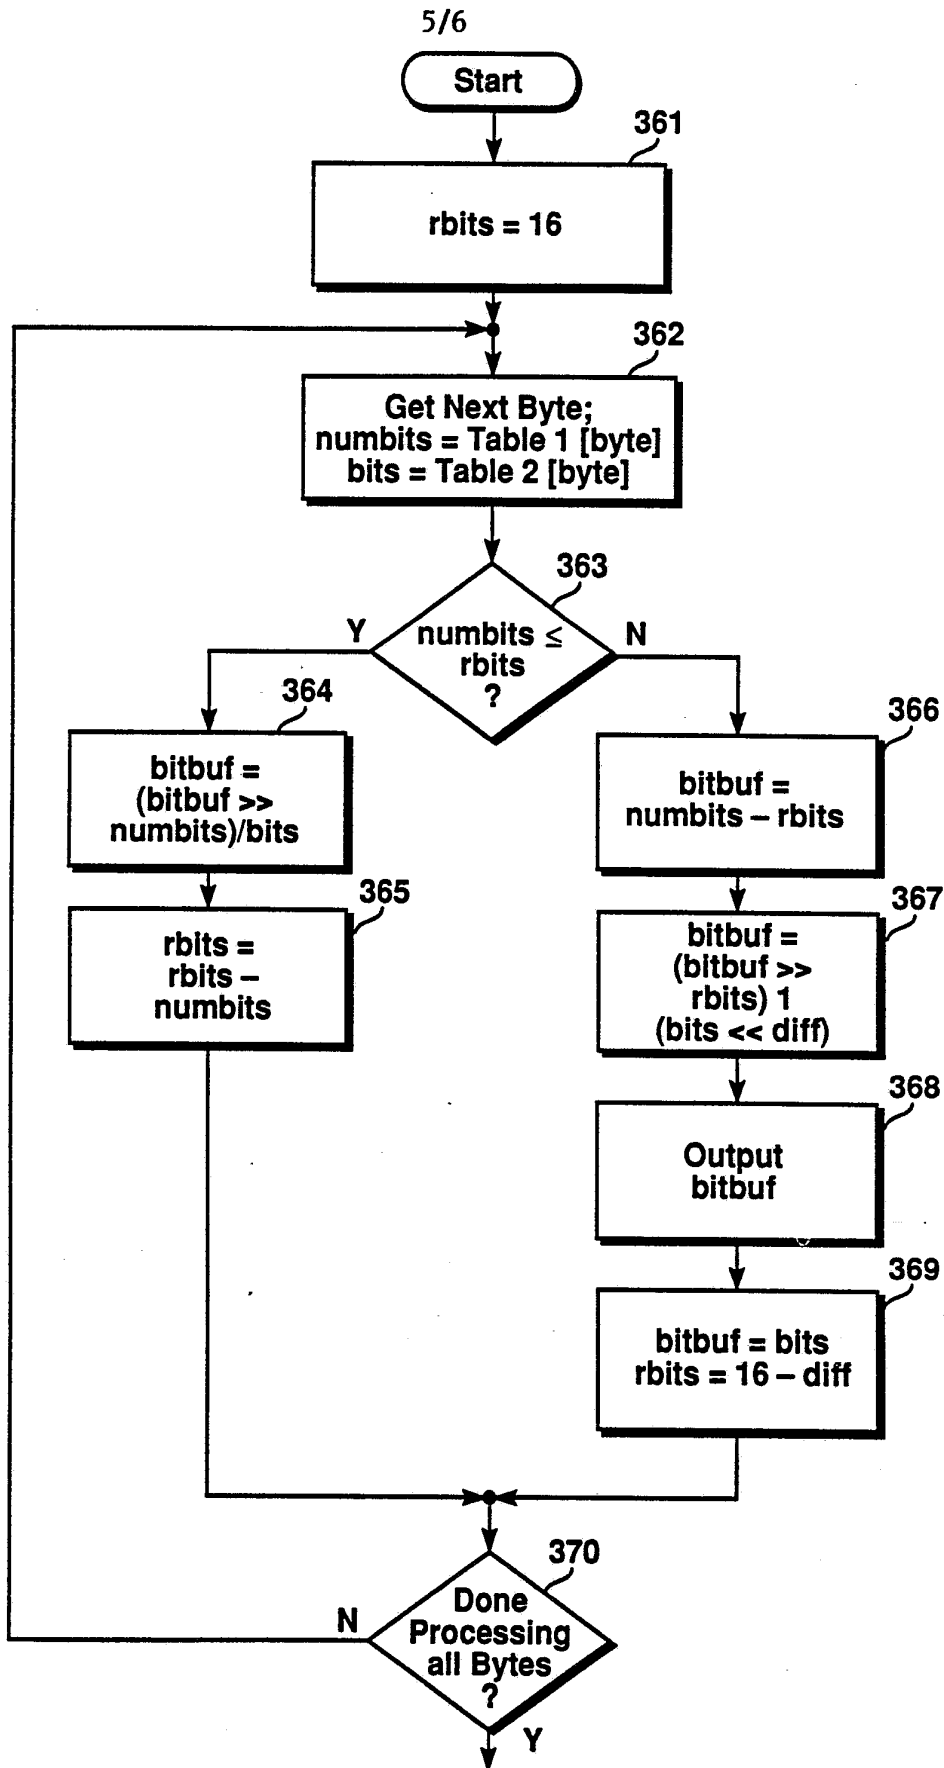 5/6
Start
361
rbits = 16
362
Get Next Byte;
numbits = Table 1 [byte]
bits = Table 2 [byte]
363
numbits ≤
rbits
?
Y
N
364
bitbuf =
(bitbuf >>
numbits)/bits
365
rbits =
rbits –
numbits
366
bitbuf =
numbits – rbits
367
bitbuf =
(bitbuf >>
rbits) 1
(bits << diff)
368
Output
bitbuf
369
bitbuf = bits
rbits = 16 – diff
370
Done
Processing
all Bytes
?
N
Y